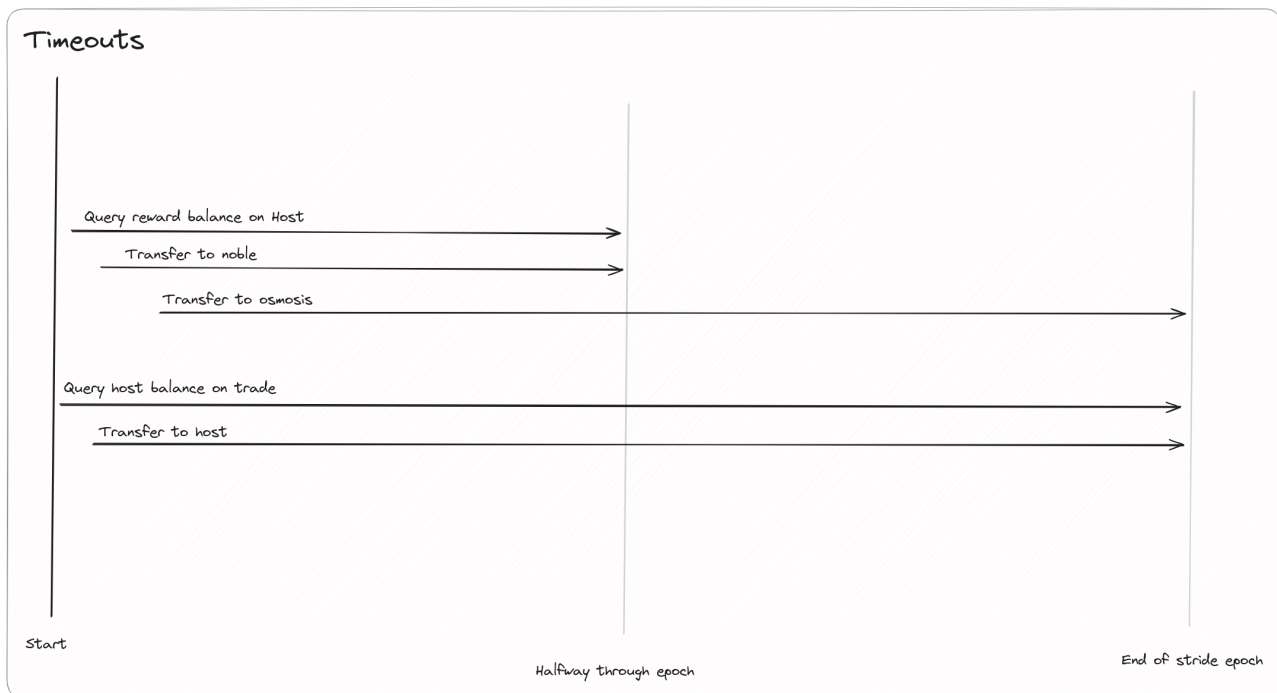 Timeouts
Query reward balance on Host
Transfer to noble
Transfer to osmosis
Query host balance on trade
Transfer to host
Start
Halfway through epoch
End of stride epoch